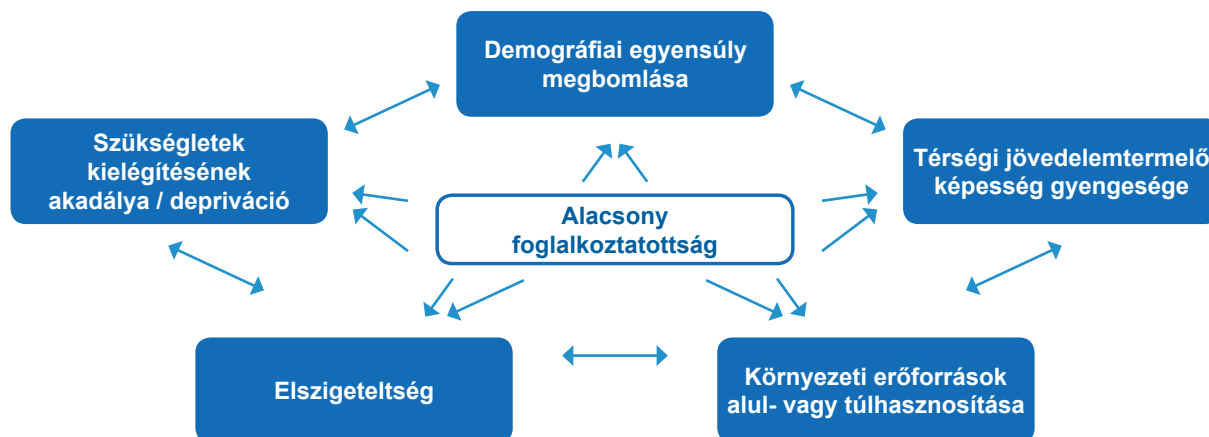 Demográfiai egyensúly
megbomlása
Szükségletek
kielégítésének
akadálya / depriváció
Térségi jövedelemtermelő
képesség gyengesége
Alacsony
foglalkoztatottság
Elszigeteltség
Környezeti erőforrások
alul- vagy túlhasznosítása